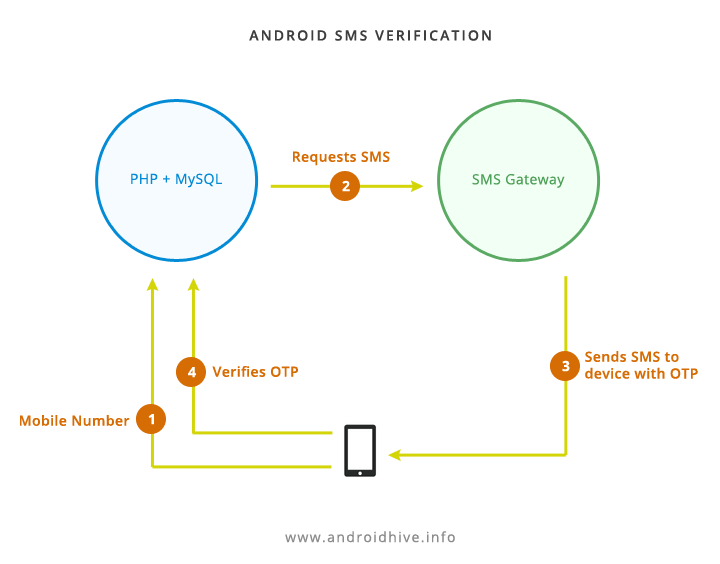 ANDROID SMS VERIFICATION
PHP + MySQL
Requests SMS
2
SMS Gateway
4
Verifies OTP
3
Sends SMS to
device with OTP
Mobile Number
1
www.androidhive.info